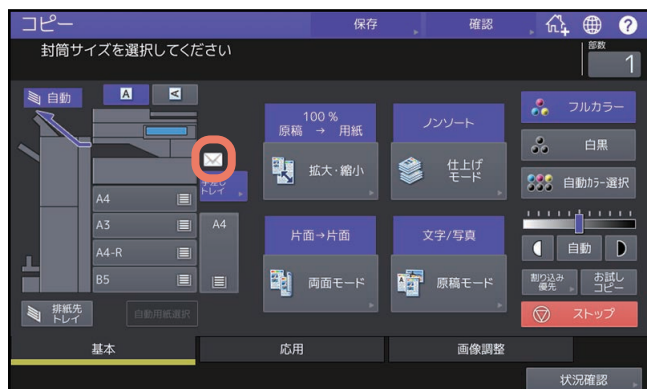 コピー
保存
確認
?
封筒サイズを選択してください
部数
1
自動
A
A
100 %
原稿 → 用紙
ノンソート
フルカラー
拡大・縮小
仕上げ
モード
白黒
手差し
トレイ
自動カラー選択
A4
A3
A4
A4-R
B5
片面→片面
文字/写真
自動
両面モード
原稿モード
割り込み
優先
お試し
コピー
排紙先
トレイ
自動用紙選択
ストップ
基本
応用
画像調整
状況確認